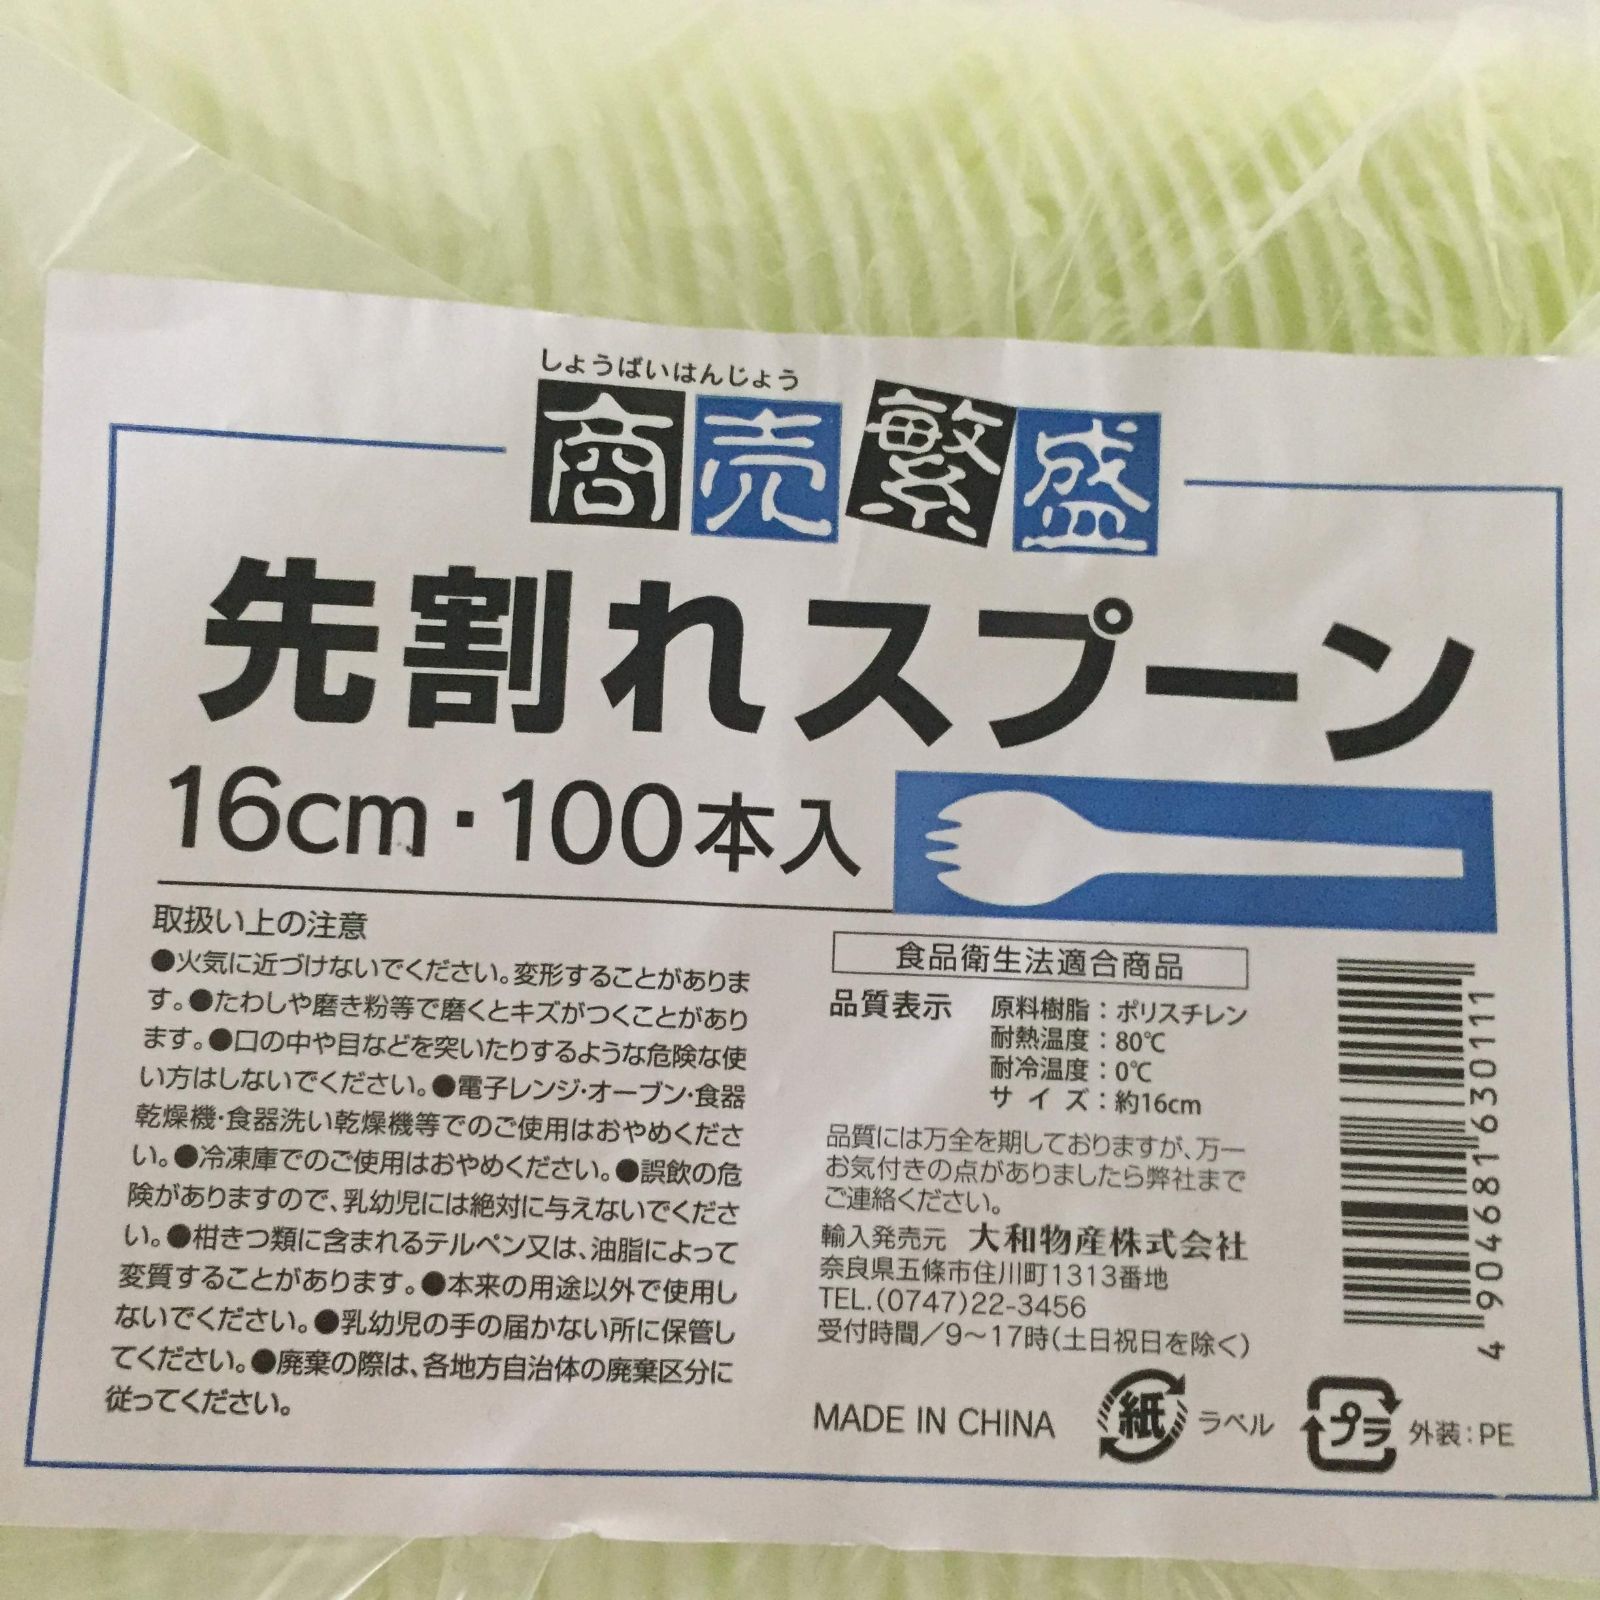 しょうばいはんじょう
商売繁盛
先割れスプーン
16cm・100本入
取扱い上の注意
●火気に近づけないでください。変形することがありま
す。●たわしや磨き粉等で磨くとキズがつくことがあり
ます。●口の中や目などを突いたりするような危険な使
い方はしないでください。●電子レンジ・オーブン・食器
乾燥機・食器洗い乾燥機等でのご使用はおやめくださ
い。●冷凍庫でのご使用はおやめください。●誤飲の危
険がありますので、乳幼児には絶対に与えないでくださ
い。●柑きつ類に含まれるテルペン又は、油脂によって
変質することがあります。●本来の用途以外で使用し
ないでください。●乳幼児の手の届かない所に保管し
てください。●廃棄の際は、各地方自治体の廃棄区分に
従ってください。
食品衛生法適合商品
品質表示 原料樹脂：ポリスチレン
耐熱温度：80℃
耐冷温度：0℃
サイズ：約16cm
品質には万全を期しておりますが、万一
お気付きの点がありましたら弊社まで
ご連絡ください。
輸入発売元 大和物産株式会社
奈良県五條市住川町1313番地
TEL.(0747)22-3456
受付時間／9～17時(土日祝日を除く)
MADE IN CHINA
紙 ラベル
プラ 外装：PE
4904681630111